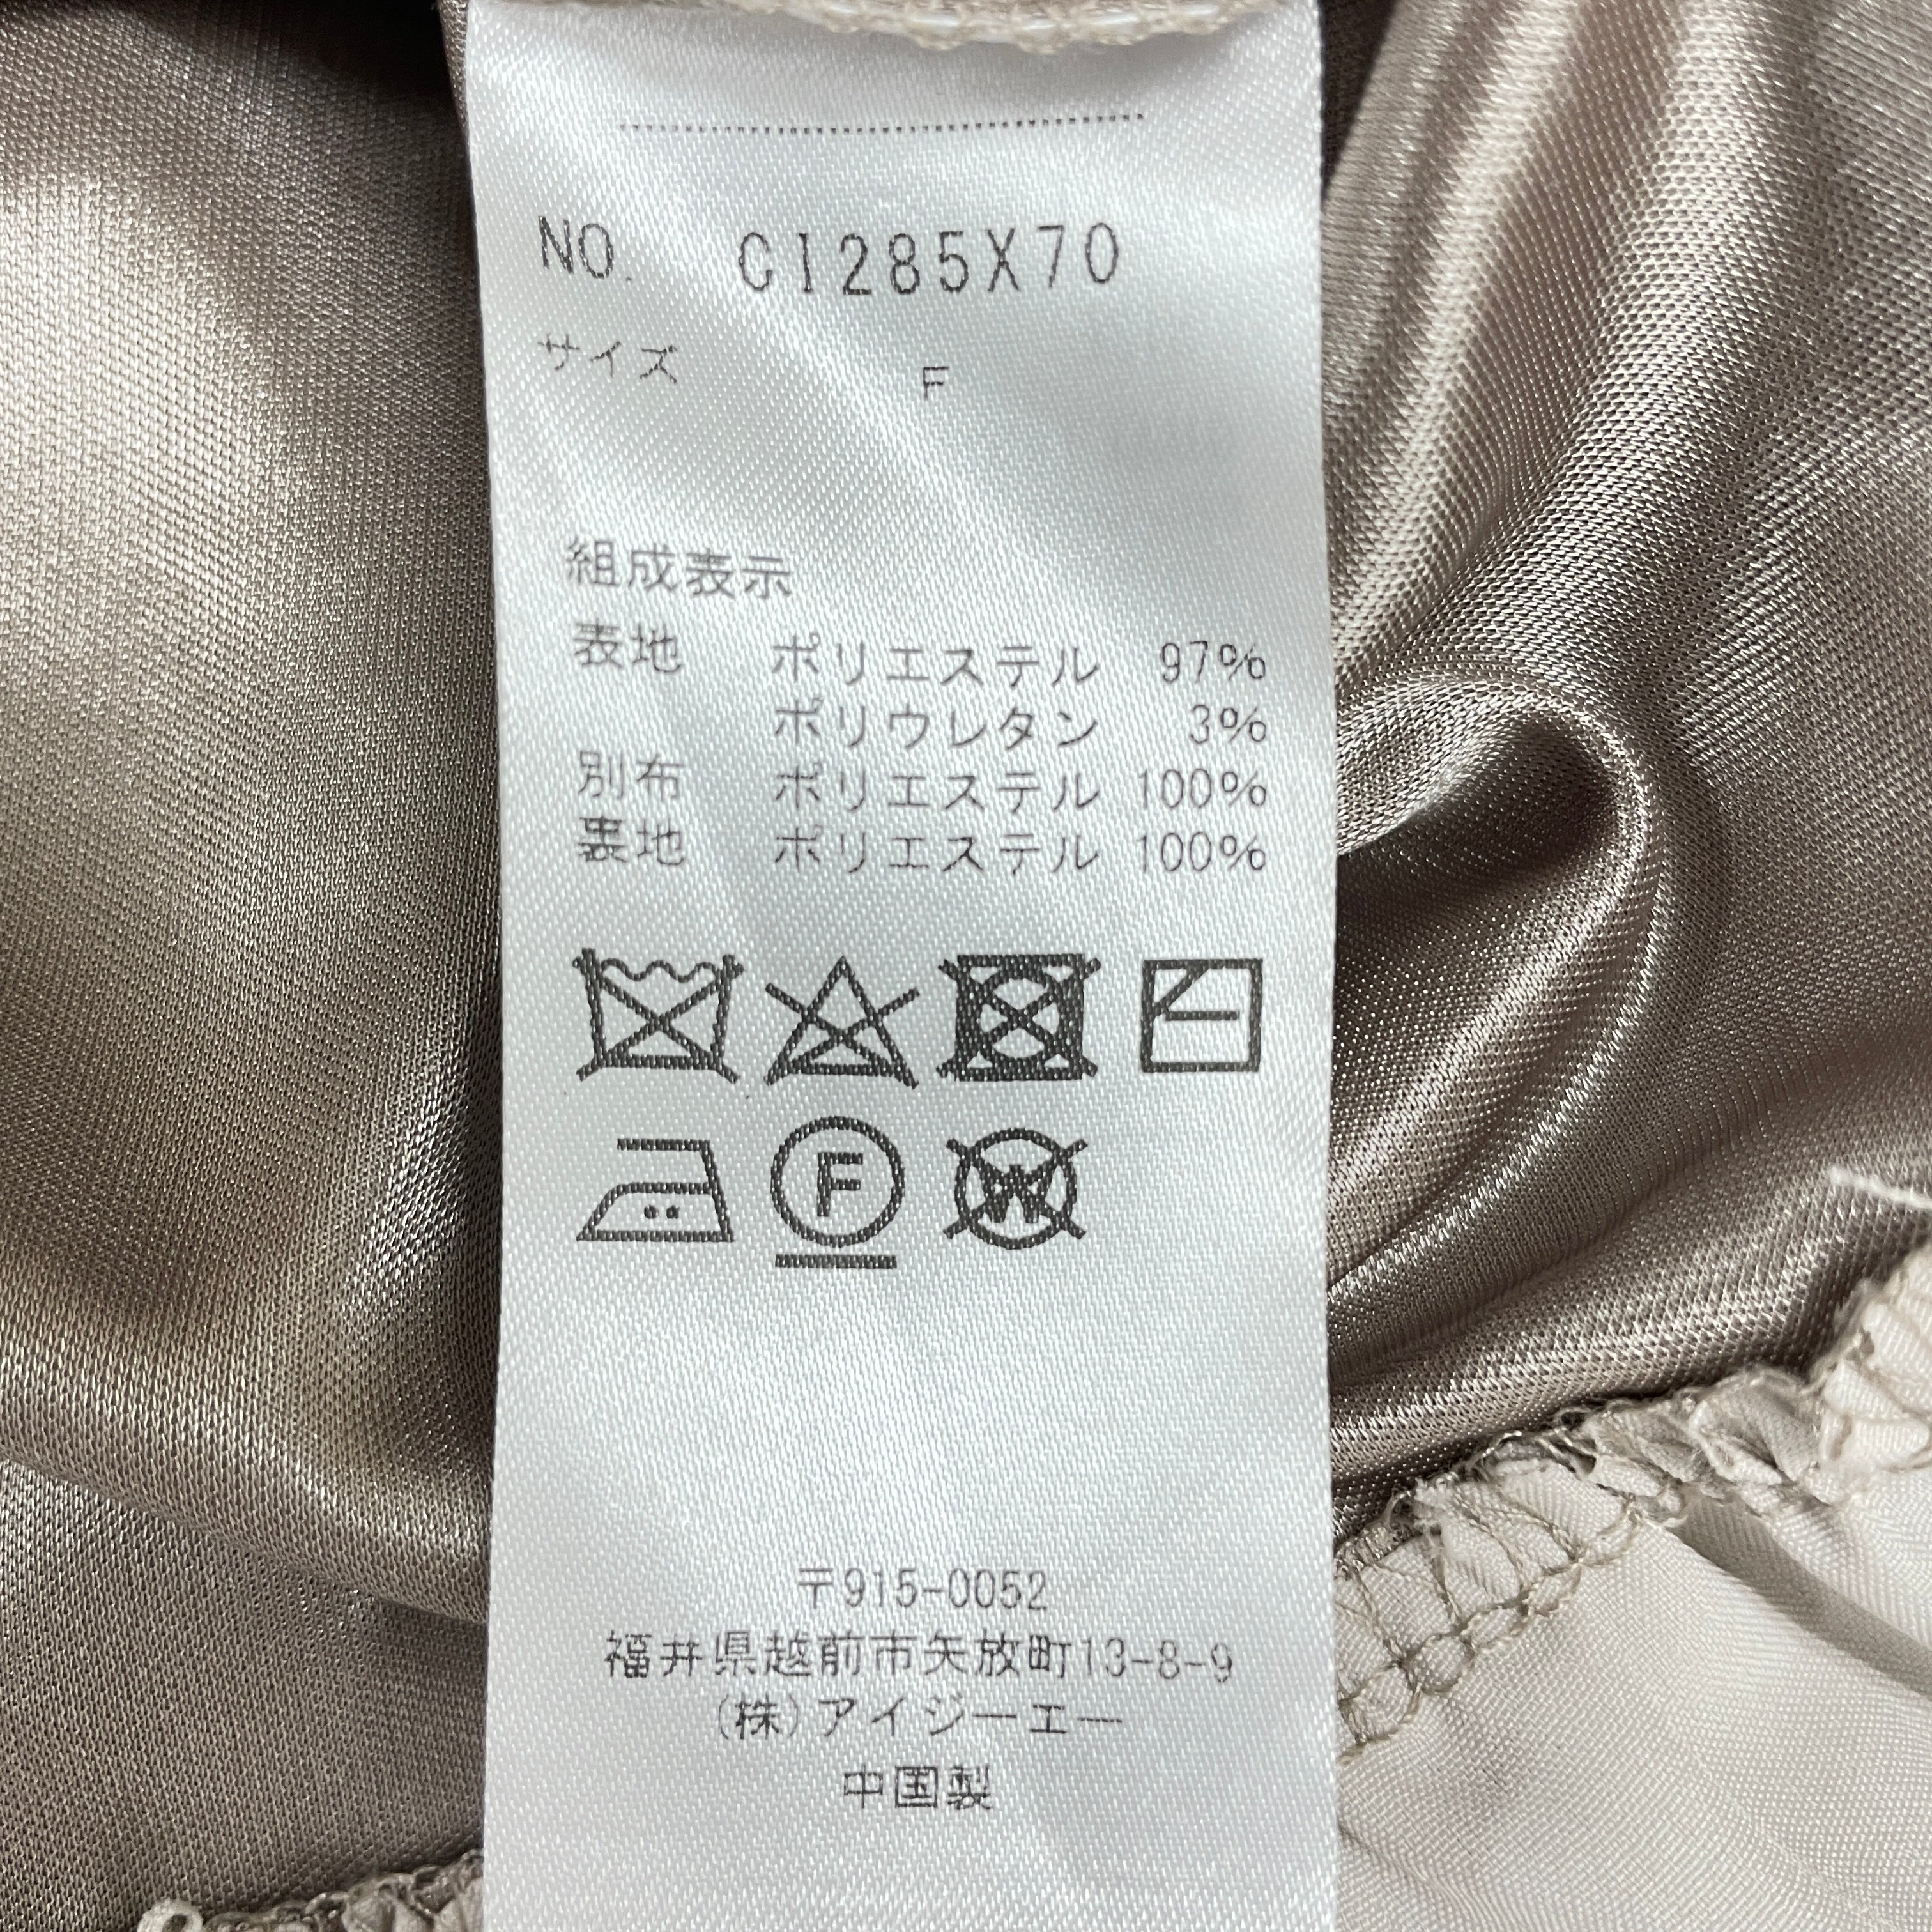 NO. CI285X70
サイズ F
組成表示
表地 ポリエステル 97%
ポリウレタン 3%
別布 ポリエステル 100%
裏地 ポリエステル 100%
F W
〒915-0052
福井県越前市矢放町13-8-9
(株)アイジーエー
中国製